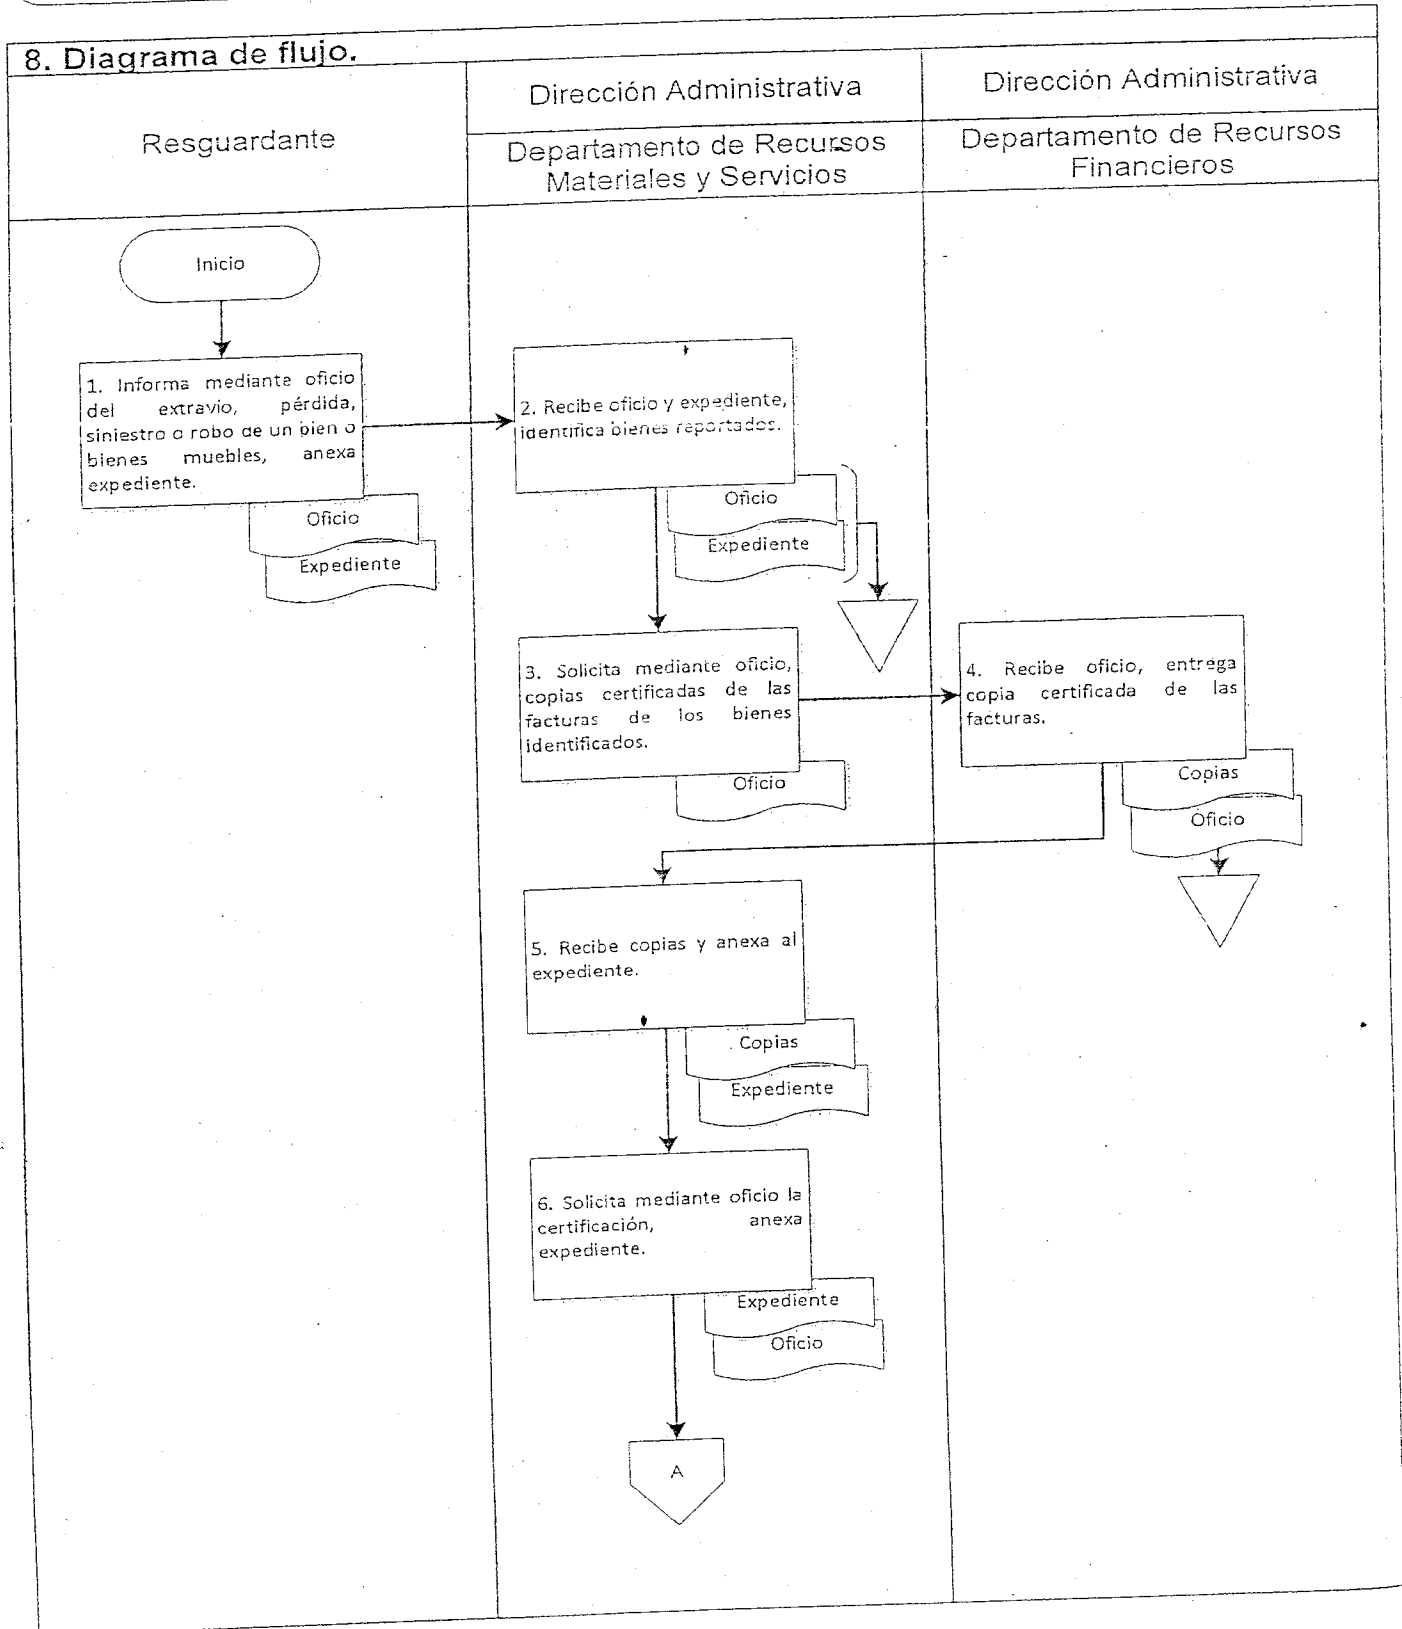 8. Diagrama de flujo.
Resguardante
Dirección Administrativa
Departamento de Recursos
Materiales y Servicios
Dirección Administrativa
Departamento de Recursos
Financieros
Inicio
1. Informa mediante oficio
del extravio, pérdida,
siniestro o robo de un bien o
bienes muebles, anexa
expediente.
Oficio
Expediente
2. Recibe oficio y expediente,
identifica bienes reportados.
Oficio
Expediente
3. Solicita mediante oficio,
copias certificadas de las
facturas de los bienes
identificados.
Oficio
4. Recibe oficio, entrega
copia certificada de las
facturas.
Copias
Oficio
5. Recibe copias y anexa al
expediente.
Copias
Expediente
6. Solicita mediante oficio la
certificación, anexa
expediente.
Expediente
Oficio
A